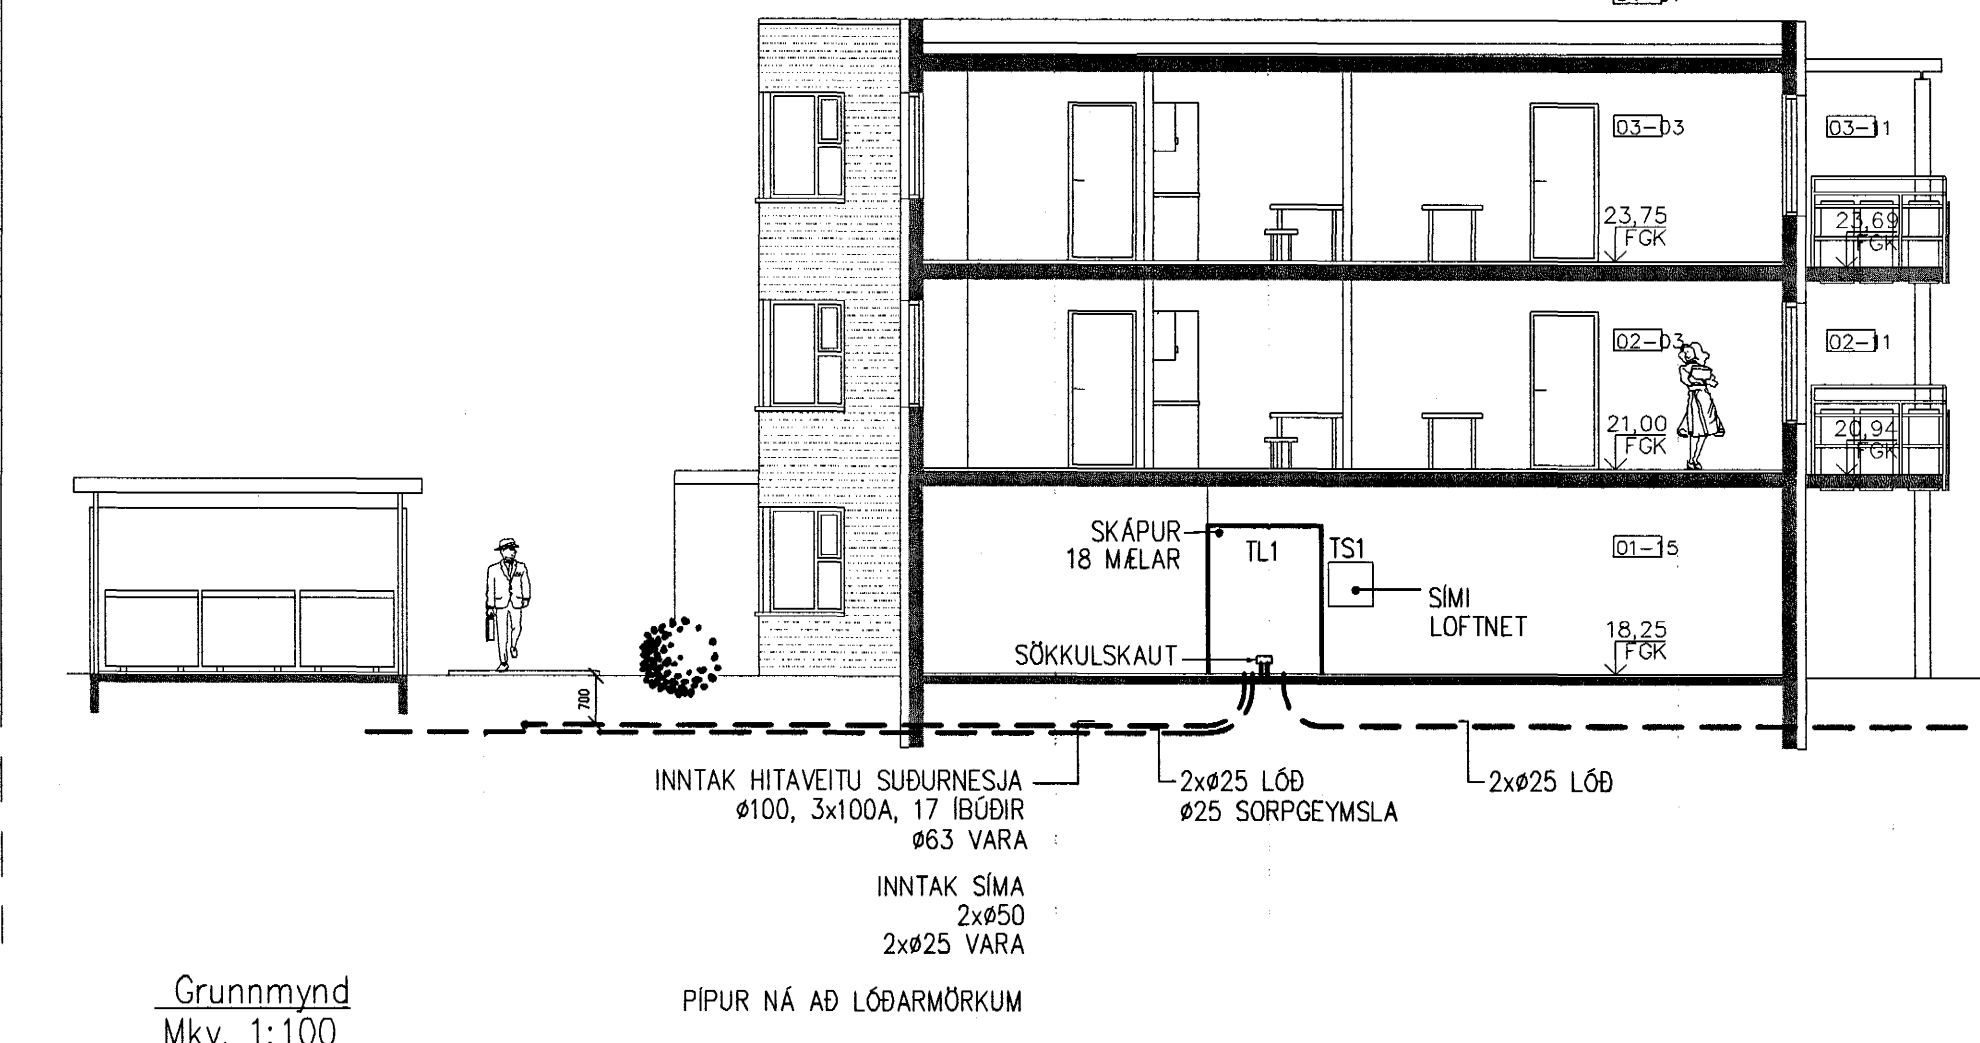 03-03
03-11
23,75
FGK
23,69
FGK
02-03
02-11
21,00
FGK
20,94
FGK
SKÁPUR
18 MÆLAR
TL1
TS1
01-15
SÍMI
LOFTNET
18,25
FGK
SÖKKULSKAUT
700
INNTAK HITAVEITU SUÐURNESJA
ø100, 3x100A, 17 ÍBÚÐIR
ø63 VARA
2xø25 LÓÐ
ø25 SORPGEYMSLA
2xø25 LÓÐ
INNTAK SÍMA
2xø50
2xø25 VARA
PÍPUR NÁ AÐ LÓÐARMÖRKUM
Grunnmynd
Mkv. 1:100